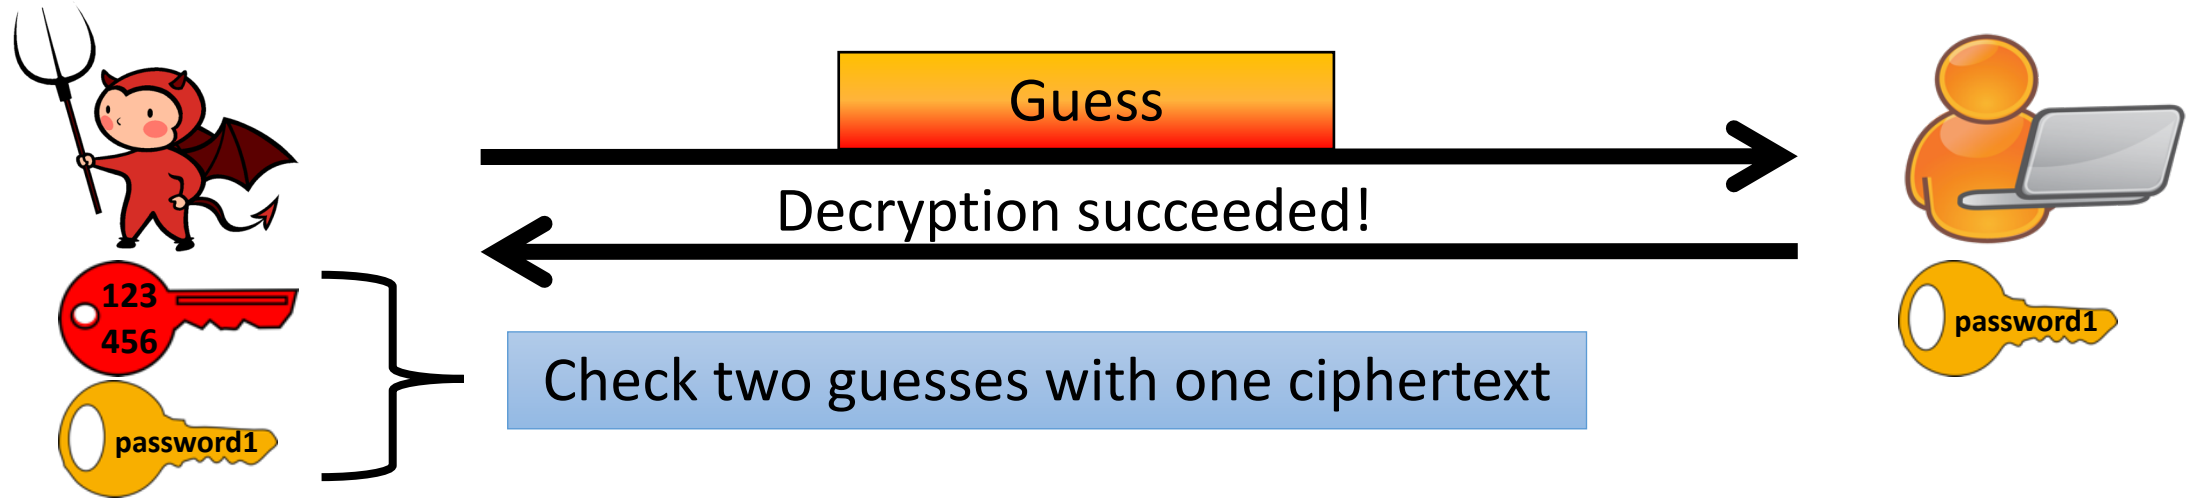 Guess
Decryption succeeded!
123
456
password1
Check two guesses with one ciphertext
password1